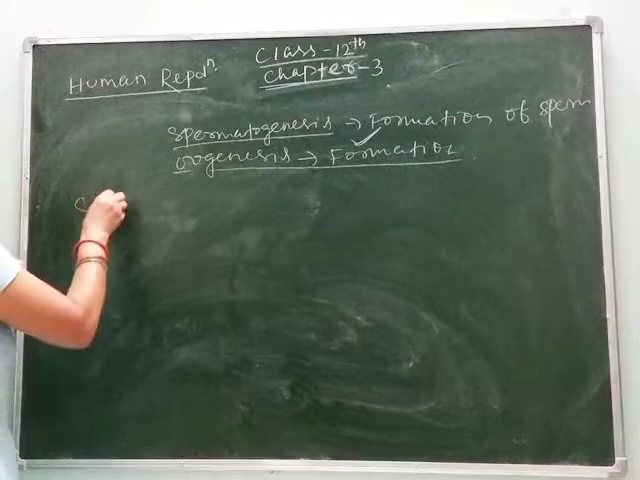 Class-12th
Chapter-3
Human Repdn.
Spermatogenesis → Formation of sperm
oogenesis → Formation
S